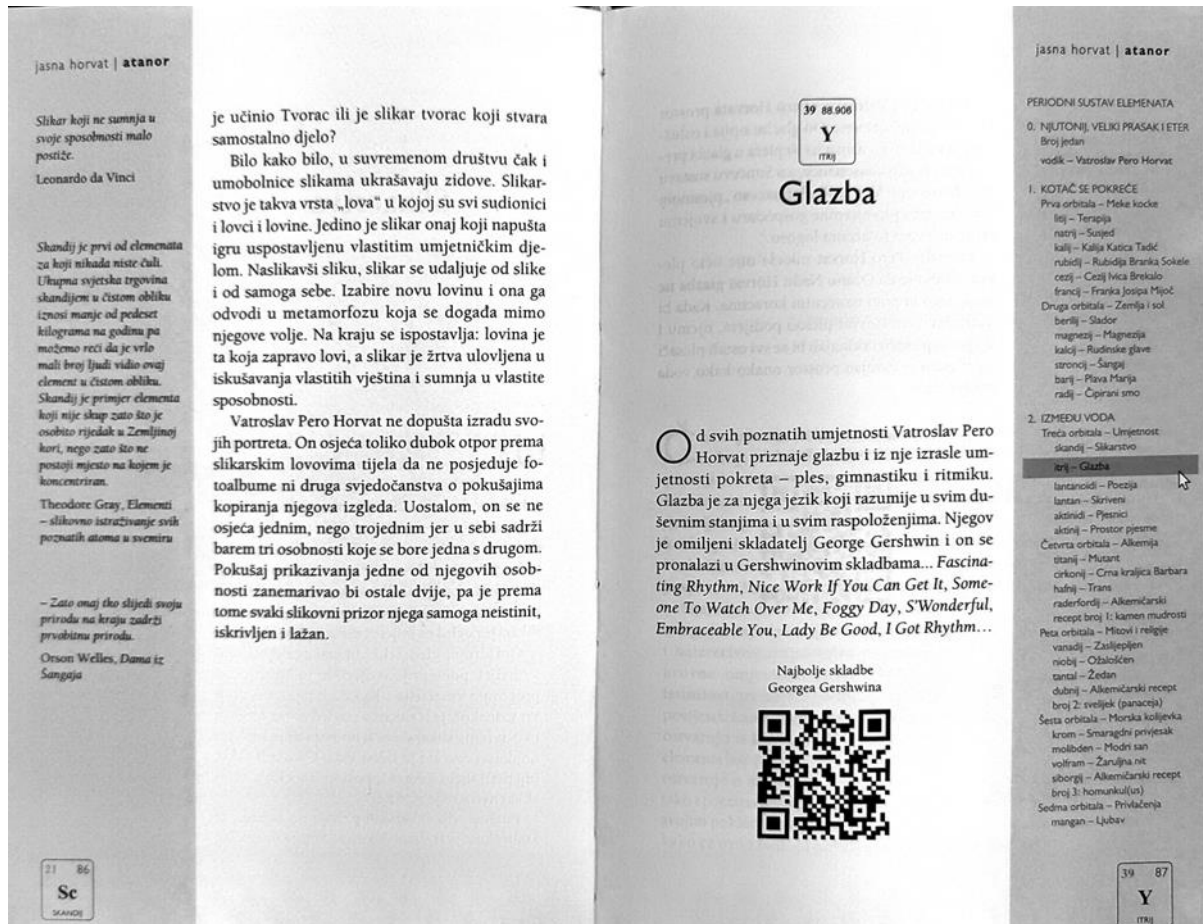 jasna horvat | atanor
Slikar koji ne sumnja u
svoje sposobnosti malo
postiže.
Leonardo da Vinci
Skandij je prvi od elemenata
za koji nikada niste čuli.
Ukupna svjetska trgovina
skandijem u čistom obliku
iznosi manje od pedeset
kilograma na godinu pa
možemo reći da je vrlo
mali broj ljudi vidio ovaj
element u čistom obliku.
Skandij je primjer elementa
koji nije skup zato što je
osobito rijedak u Zemljinoj
kori, nego zato što ne
postoji mjesto na kojem je
koncentriran.
Theodore Gray, Elementi
– slikovno istraživanje svih
poznatih atoma u svemiru
– Zato onaj tko slijedi svoju
prirodu na kraju zadrži
prvobitnu prirodu.
Orson Welles, Dama iz
Šangaja
21 86
Sc
SKANDIJ
je učinio Tvorac ili je slikar tvorac koji stvara
samostalno djelo?
Bilo kako bilo, u suvremenom društvu čak i
umobolnice slikama ukrašavaju zidove. Slikar-
stvo je takva vrsta „lova“ u kojoj su svi sudionici
i lovci i lovine. Jedino je slikar onaj koji napušta
igru uspostavljenu vlastitim umjetničkim dje-
lom. Naslikavši sliku, slikar se udaljuje od slike
i od samoga sebe. Izabire novu lovinu i ona ga
odvodi u metamorfozu koja se događa mimo
njegove volje. Na kraju se ispostavlja: lovina je
ta koja zapravo lovi, a slikar je žrtva ulovljena u
iskušavanja vlastitih vještina i sumnja u vlastite
sposobnosti.
Vatroslav Pero Horvat ne dopušta izradu svo-
jih portreta. On osjeća toliko dubok otpor prema
slikarskim lovovima tijela da ne posjeduje fo-
toalbume ni druga svjedočanstva o pokušajima
kopiranja njegova izgleda. Uostalom, on se ne
osjeća jednim, nego trojednim jer u sebi sadrži
barem tri osobnosti koje se bore jedna s drugom.
Pokušaj prikazivanja jedne od njegovih osob-
nosti zanemarivao bi ostale dvije, pa je prema
tome svaki slikovni prizor njega samoga neistinit,
iskrivljen i lažan.
39 88.906
Y
ITRIJ
Glazba
Od svih poznatih umjetnosti Vatroslav Pero
Horvat priznaje glazbu i iz nje izrasle um-
jetnosti pokreta – ples, gimnastiku i ritmiku.
Glazba je za njega jezik koji razumije u svim du-
ševnim stanjima i u svim raspoloženjima. Njegov
je omiljeni skladatelj George Gershwin i on se
pronalazi u Gershwinovim skladbama... Fascina-
ting Rhythm, Nice Work If You Can Get It, Some-
one To Watch Over Me, Foggy Day, S'Wonderful,
Embraceable You, Lady Be Good, I Got Rhythm...
Najbolje skladbe
Georgea Gershwina
jasna horvat | atanor
PERIODNI SUSTAV ELEMENATA
0. NJUTONIJ, VELIKI PRASAK I ETER
Broj jedan
vodik – Vatroslav Pero Horvat
1. KOTAČ SE POKREĆE
Prva orbitala – Meke kocke
litij – Terapija
natrij – Susjed
kalij – Kalija Katica Tadić
rubidij – Rubidija Branka Sokele
cezij – Cezij Ivica Brekalo
francij – Franka Josipa Mijoč
Druga orbitala – Zemlja i sol
berilij – Slador
magnezij – Magnezija
kalcij – Rudinske glave
stroncij – Šangaj
barij – Plava Marija
radij – Čipirani smo
2. IZMEĐU VODA
Treća orbitala – Umjetnost
skandij – Slikarstvo
itrij – Glazba
lantanoidi – Poezija
lantan – Skriveni
aktinidi – Pjesnici
aktinij – Prostor pjesme
Četvrta orbitala – Alkemija
titanij – Mutant
cirkonij – Crna kraljica Barbara
hafnij – Trans
raderfordij – Alkemičarski
recept broj 1: kamen mudrosti
Peta orbitala – Mitovi i religije
vanadij – Zaslijepljen
niobij – Ožalošćen
tantal – Žedan
dubnij – Alkemičarski recept
broj 2: svelijek (panaceja)
Šesta orbitala – Morska kolijevka
krom – Smaragdni privjesak
molibden – Modri san
volfram – Žaruljna nit
siborgij – Alkemičarski recept
broj 3: homunkul(us)
Sedma orbitala – Privlačenja
mangan – Ljubav
39 87
Y
ITRIJ